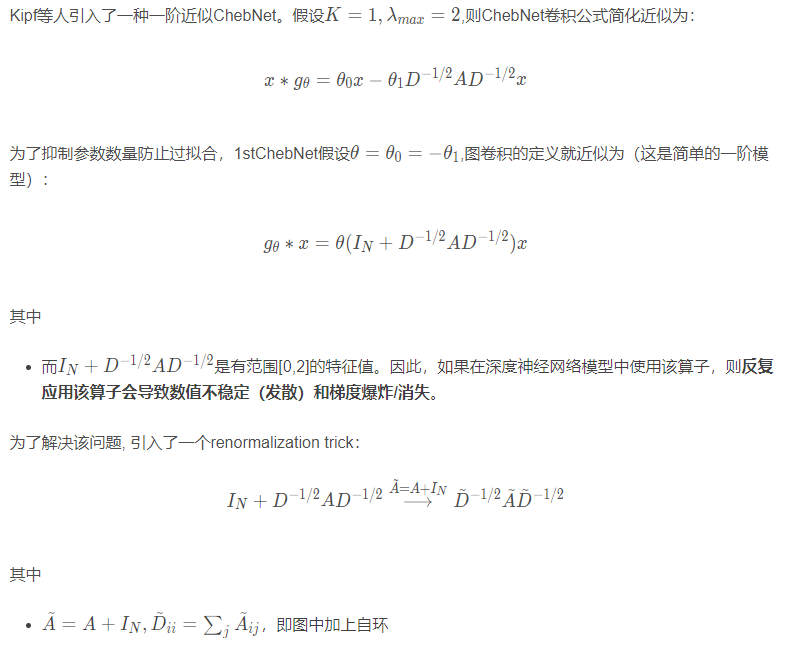 Kipf等人引入了一种一阶近似ChebNet。假设$K = 1, \lambda_{max} = 2$,则ChebNet卷积公式简化近似为：
$x * g_\theta = \theta_0 x - \theta_1 D^{-1/2} A D^{-1/2} x$
为了抑制参数数量防止过拟合，1stChebNet假设$\theta = \theta_0 = -\theta_1$,图卷积的定义就近似为（这是简单的一阶模
型）：
$g_\theta * x = \theta(I_N + D^{-1/2} A D^{-1/2})x$
其中
• 而$I_N + D^{-1/2} A D^{-1/2}$是有范围[0,2]的特征值。因此，如果在深度神经网络模型中使用该算子，则反复
应用该算子会导致数值不稳定（发散）和梯度爆炸/消失。
为了解决该问题, 引入了一个renormalization trick：
$I_N + D^{-1/2} A D^{-1/2} \overset{\tilde{A}=A+I_N}{\longrightarrow} \tilde{D}^{-1/2} \tilde{A} \tilde{D}^{-1/2}$
其中
• $\tilde{A} = A + I_N, \tilde{D}_{ii} = \sum_j \tilde{A}_{ij}$，即图中加上自环